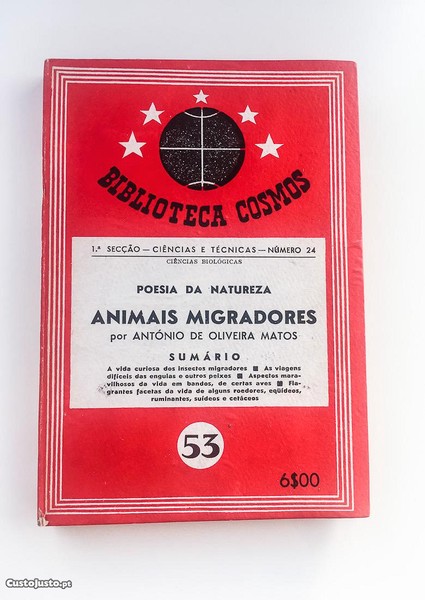 BIBLIOTECA COSMOS
1.ª SECÇÃO — CIÊNCIAS E TÉCNICAS — NÚMERO 24
CIÊNCIAS BIOLÓGICAS
POESIA DA NATUREZA
ANIMAIS MIGRADORES
por ANTÓNIO DE OLIVEIRA MATOS
SUMÁRIO
A vida curiosa dos insectos migradores ■ As viagens
difíceis das enguias e outros peixes ■ Aspectos mara-
vilhosos da vida em bandos, de certas aves ■ Fla-
grantes facetas da vida de alguns roedores, eqüídeos,
ruminantes, suídeos e cetáceos
53
6$00
CustoJusto.pt